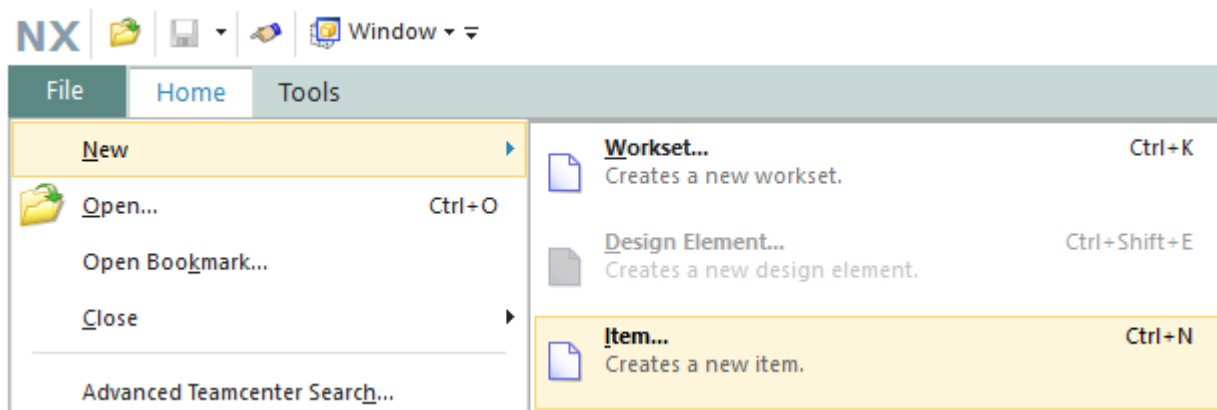 NX Window
File Home Tools
New
Open... Ctrl+O
Open Bookmark...
Close
Advanced Teamcenter Search...
Workset... Ctrl+K
Creates a new workset.
Design Element... Ctrl+Shift+E
Creates a new design element.
Item... Ctrl+N
Creates a new item.